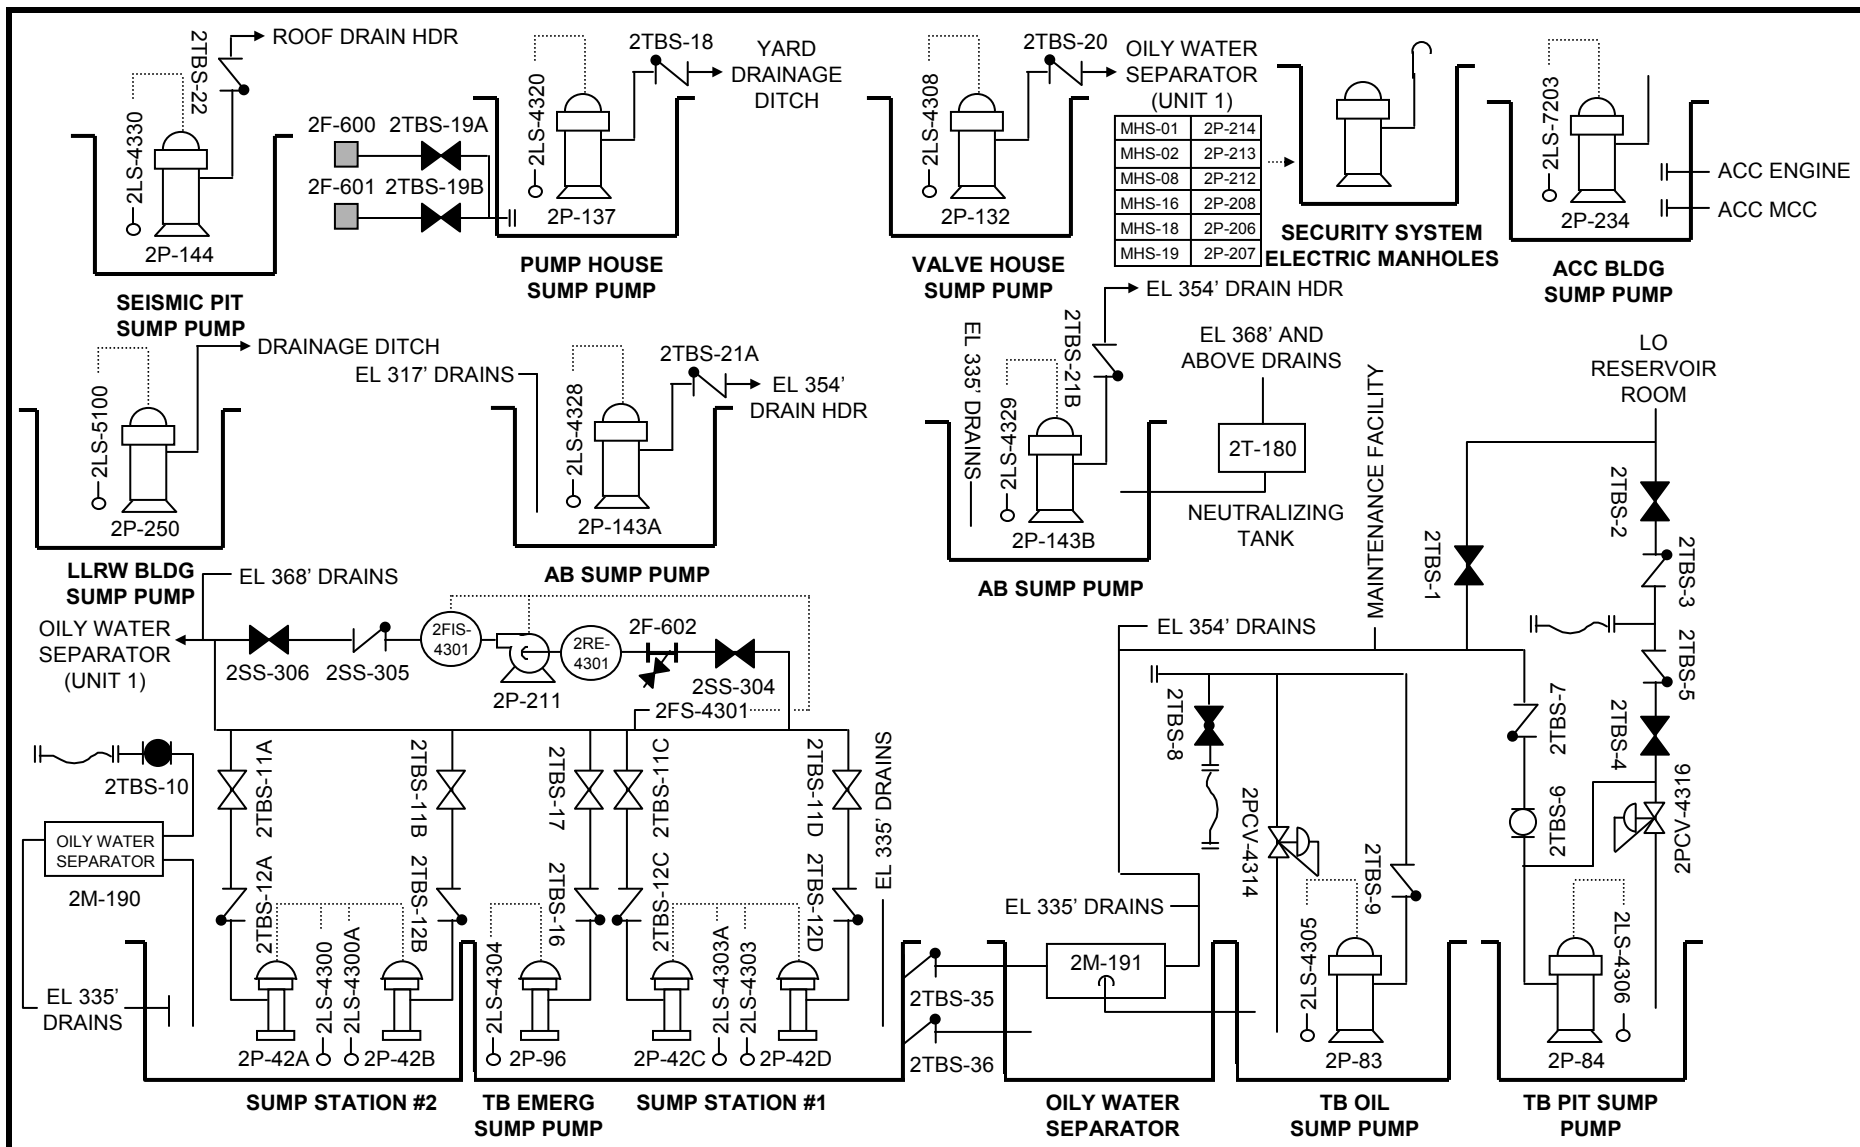 2TBS-22
ROOF DRAIN HDR
2LS-4330
2P-144
SEISMIC PIT
SUMP PUMP
2F-600
2TBS-19A
2F-601
2TBS-19B
2LS-4320
2TBS-18
YARD
DRAINAGE
DITCH
2P-137
PUMP HOUSE
SUMP PUMP
2LS-4308
2TBS-20
OILY WATER
SEPARATOR
(UNIT 1)
2P-132
VALVE HOUSE
SUMP PUMP
MHS-01 2P-214
MHS-02 2P-213
MHS-08 2P-212
MHS-16 2P-208
MHS-18 2P-206
MHS-19 2P-207
SECURITY SYSTEM
ELECTRIC MANHOLES
2LS-7203
ACC ENGINE
ACC MCC
2P-234
ACC BLDG
SUMP PUMP
2LS-5100
DRAINAGE DITCH
2P-250
LLRW BLDG
SUMP PUMP
EL 317' DRAINS
2LS-4328
2TBS-21A
EL 354'
DRAIN HDR
2P-143A
AB SUMP PUMP
EL 335' DRAINS
2LS-4329
2TBS-21B
EL 354' DRAIN HDR
2P-143B
AB SUMP PUMP
EL 368' AND
ABOVE DRAINS
2T-180
NEUTRALIZING
TANK
MAINTENANCE FACILITY
LO
RESERVOIR
ROOM
2TBS-1
2TBS-2
2TBS-3
2TBS-5
2TBS-4
2PCV-4316
2TBS-7
2TBS-6
EL 368' DRAINS
OILY WATER
SEPARATOR
(UNIT 1)
2SS-306
2SS-305
2FIS-
4301
2P-211
2RE-
4301
2F-602
2SS-304
2FS-4301
2TBS-10
OILY WATER
SEPARATOR
2M-190
EL 335'
DRAINS
2TBS-11A
2TBS-12A
2TBS-11B
2TBS-12B
2TBS-17
2TBS-16
2TBS-11C
2TBS-12C
2TBS-11D
2TBS-12D
EL 335' DRAINS
2LS-4300
2LS-4300A
2P-42A
2P-42B
2LS-4304
2P-96
2LS-4303A
2LS-4303
2P-42C
2P-42D
SUMP STATION #2
TB EMERG
SUMP PUMP
SUMP STATION #1
EL 354' DRAINS
2TBS-8
2PCV-4314
2TBS-9
EL 335' DRAINS
2M-191
2TBS-35
2TBS-36
OILY WATER
SEPARATOR
2LS-4305
2P-83
TB OIL
SUMP PUMP
2LS-4306
2P-84
TB PIT SUMP
PUMP